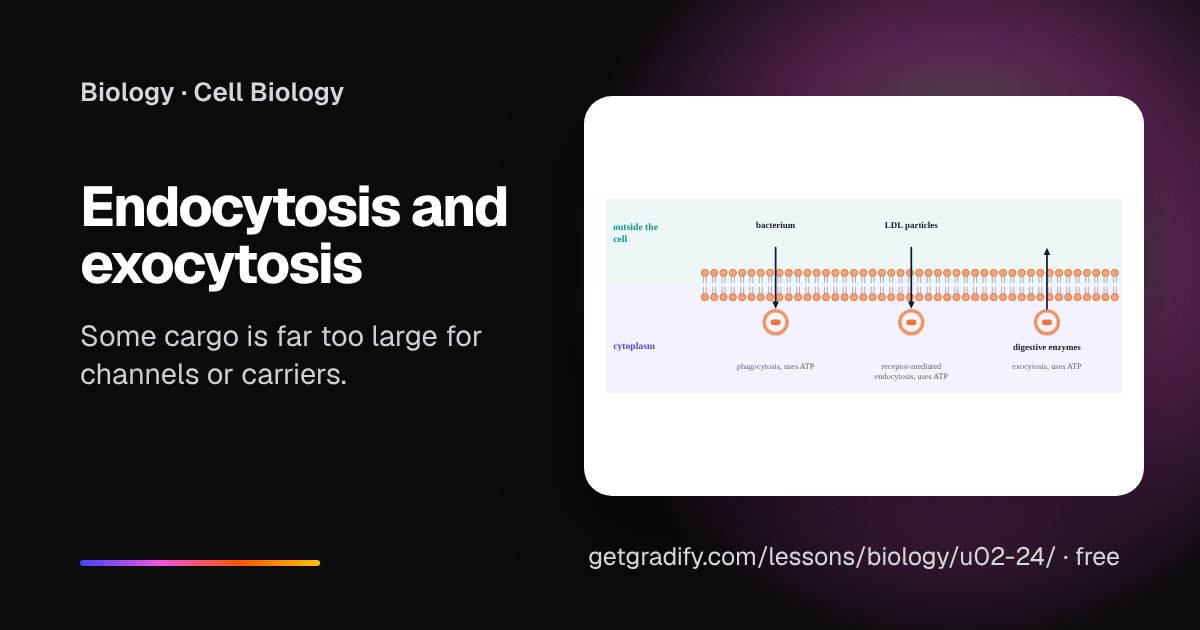 Biology · Cell Biology
Endocytosis and
exocytosis
Some cargo is far too large for
channels or carriers.
outside the
cell
bacterium
LDL particles
cytoplasm
digestive enzymes
phagocytosis, uses ATP
receptor-mediated
endocytosis, uses ATP
exocytosis, uses ATP
getgradify.com/lessons/biology/u02-24/ · free